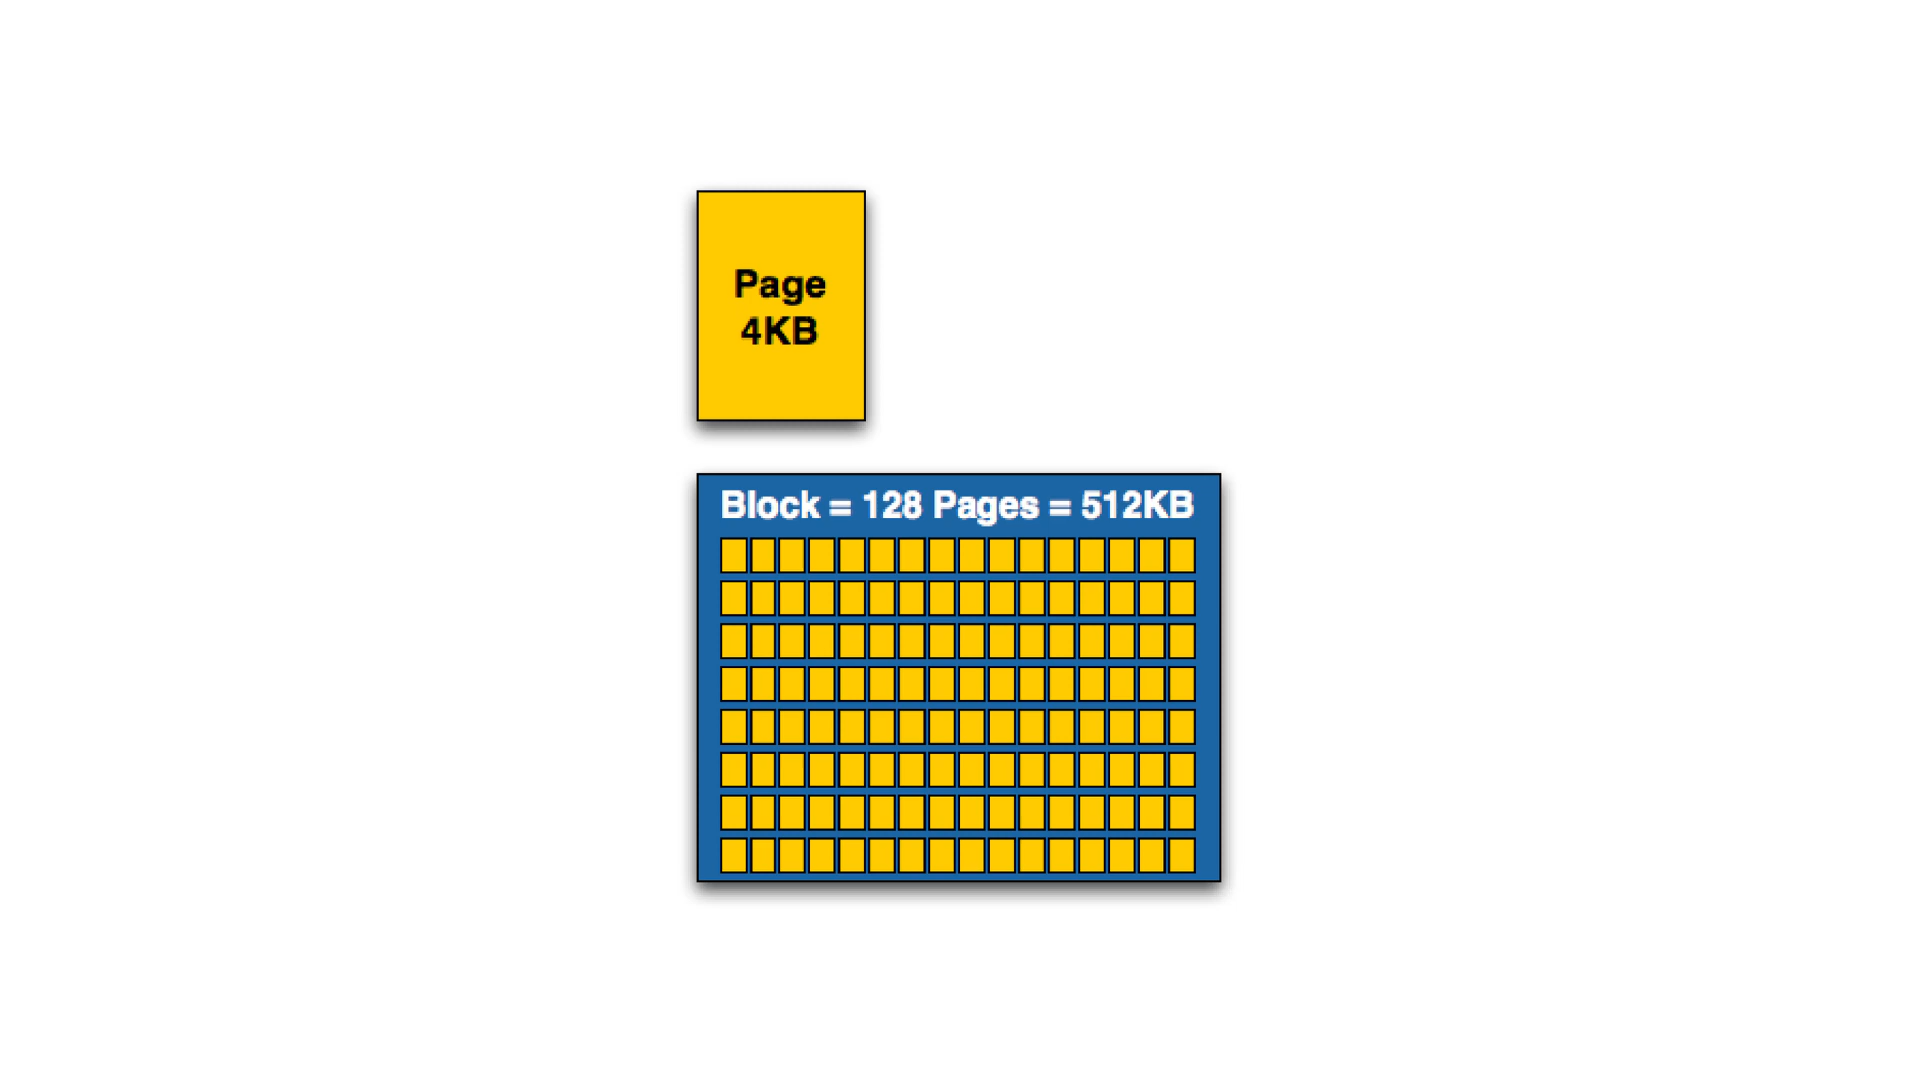 Page
4KB
Block = 128 Pages = 512KB